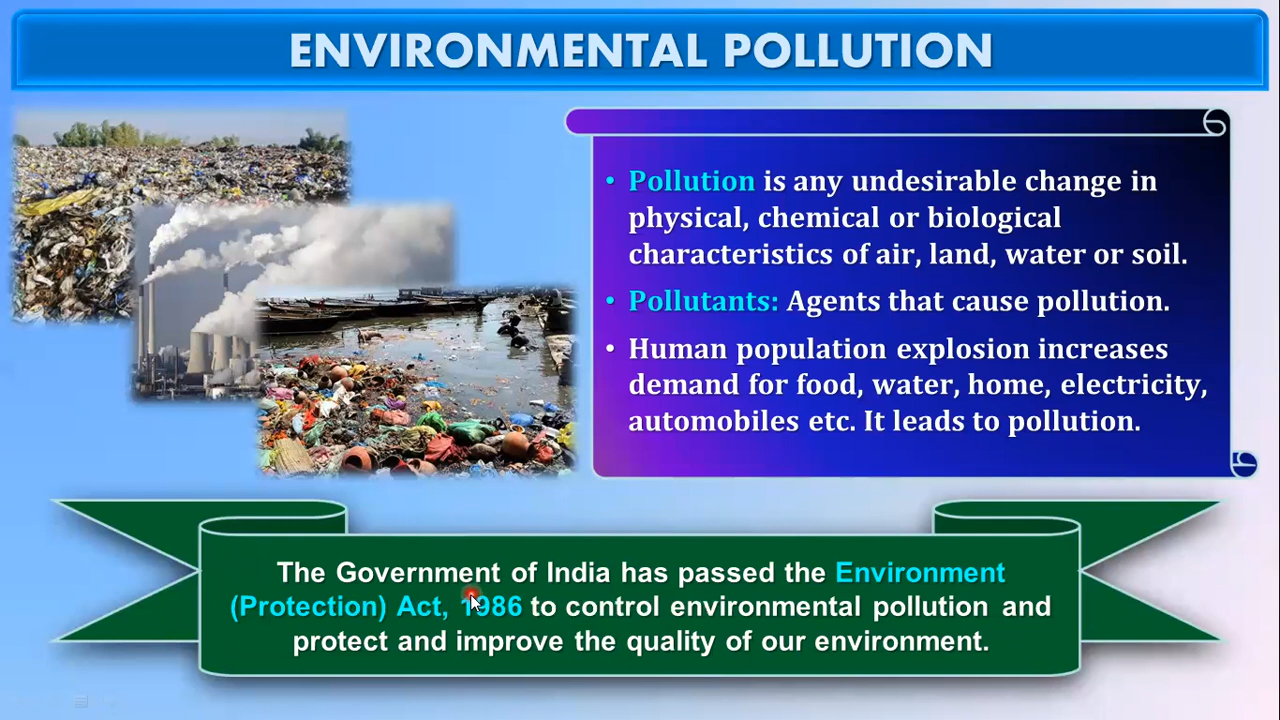 ENVIRONMENTAL POLLUTION
• Pollution is any undesirable change in
physical, chemical or biological
characteristics of air, land, water or soil.
• Pollutants: Agents that cause pollution.
• Human population explosion increases
demand for food, water, home, electricity,
automobiles etc. It leads to pollution.
The Government of India has passed the Environment
(Protection) Act, 1986 to control environmental pollution and
protect and improve the quality of our environment.